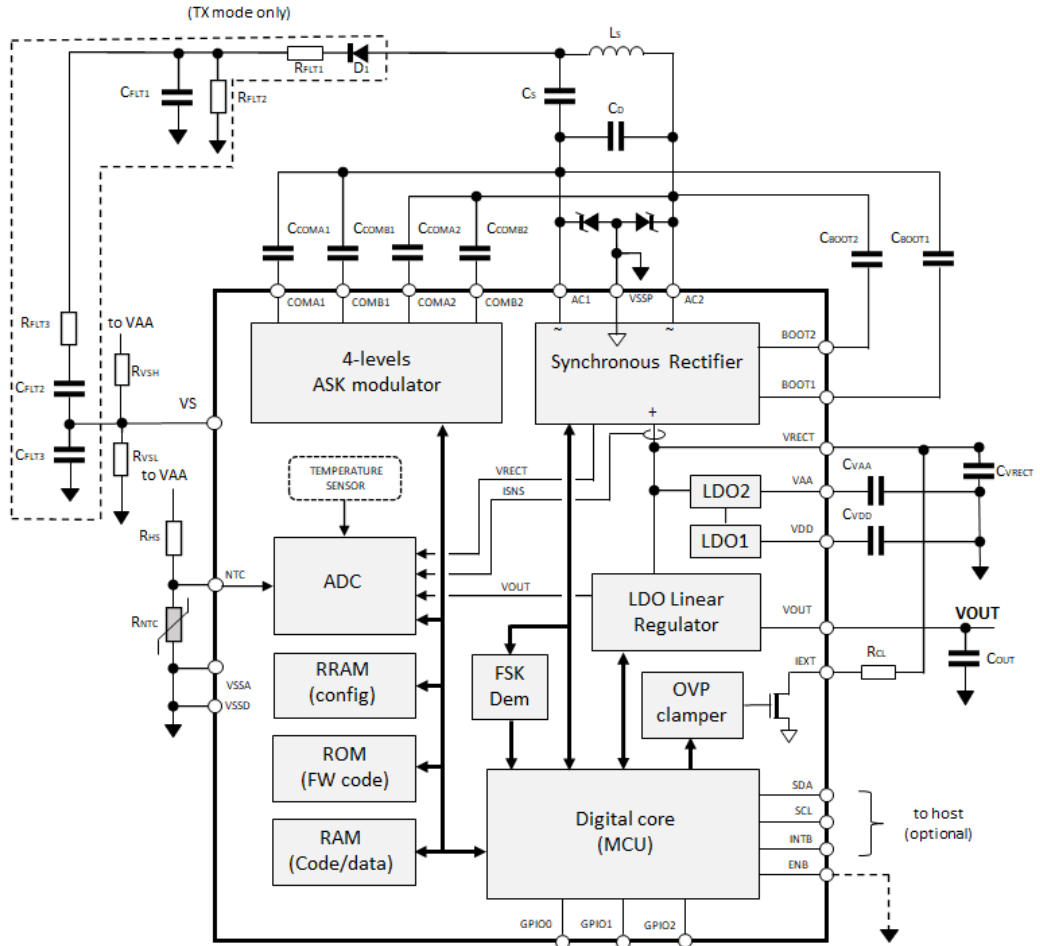 (TX mode only)
LS
RFLT1
D1
CFLT1
RFLT2
CS
CD
CCOMA1
CCOMB1
CCOMA2
CCOMB2
CBOOT2
CBOOT1
COMA1
COMB1
COMA2
COMB2
AC1
VSSP
AC2
RFLT3
to VAA
RVSH
CFLT2
VS
CFLT3
RVSL
to VAA
4-levels
ASK modulator
~
~
Synchronous Rectifier
+
BOOT2
BOOT1
VRECT
CVRECT
TEMPERATURE
SENSOR
VRECT
ISNS
LDO2
VAA
CVAA
LDO1
VDD
CVDD
RHS
NTC
ADC
VOUT
LDO Linear
Regulator
VOUT
VOUT
COUT
RNTC
VSSA
VSSD
RRAM
(config)
FSK
Dem
OVP
clamper
IEXT
RCL
ROM
(FW code)
RAM
(Code/data)
Digital core
(MCU)
SDA
SCL
INTB
ENB
to host
(optional)
GPIO0
GPIO1
GPIO2